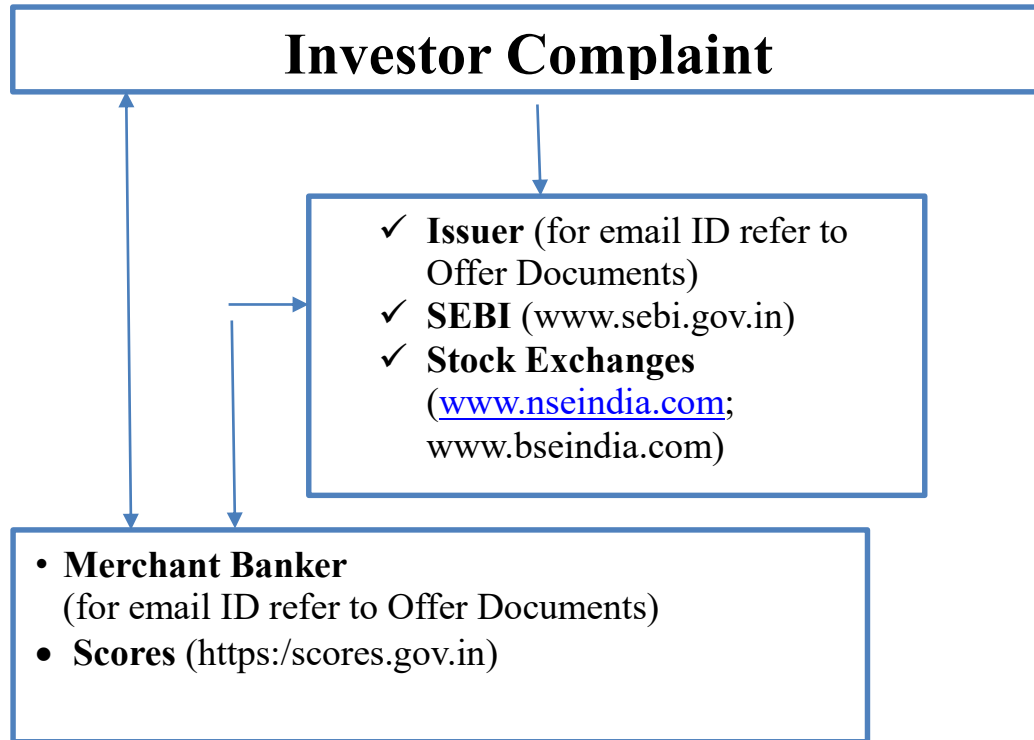 Investor Complaint
✓ Issuer (for email ID refer to
Offer Documents)
✓ SEBI (www.sebi.gov.in)
✓ Stock Exchanges
(www.nseindia.com;
www.bseindia.com)
• Merchant Banker
(for email ID refer to Offer Documents)
• Scores (https:/scores.gov.in)